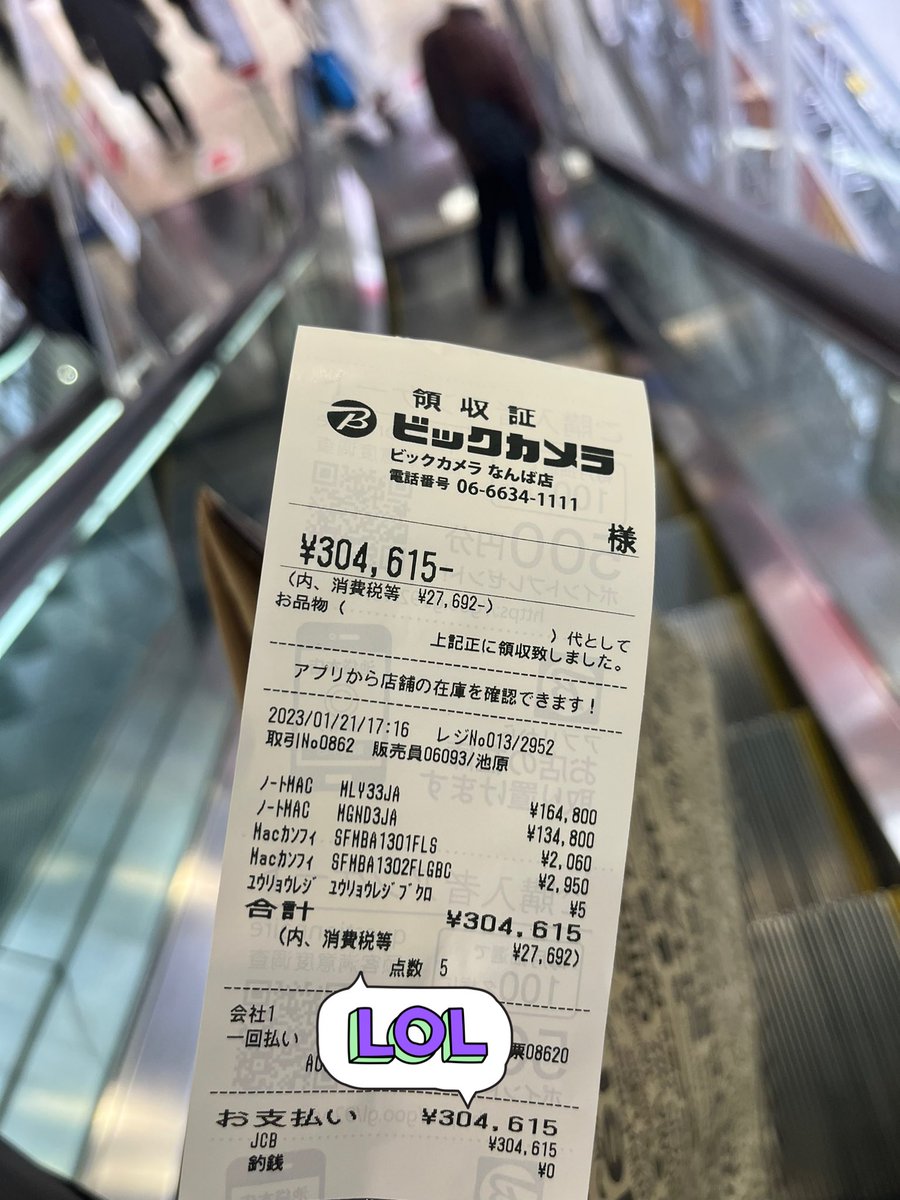 領収証
ビックカメラ
ビックカメラ なんば店
電話番号 06-6634-1111
様
¥304,615-
(内、消費税等 ¥27,692-)
お品物 ( ) 代として
上記正に領収致しました。
アプリから店舗の在庫を確認できます！
2023/01/21/17:16 レジNo013/2952
取引No0862 販売員06093/池原
ノートMAC MLY33JA ¥164,800
ノートMAC MGND3JA ¥134,800
Macカンフィ SFMBA1301FLS ¥2,060
Macカンフィ SFMBA1302FLGBC ¥2,950
ユウリョウレジ ユウリョウレジブクロ ¥5
合計 ¥304,615
(内、消費税等 ¥27,692)
点数 5
会社1
一回払い 票08620
LOL
お支払い ¥304,615
JCB ¥304,615
釣銭 ¥0